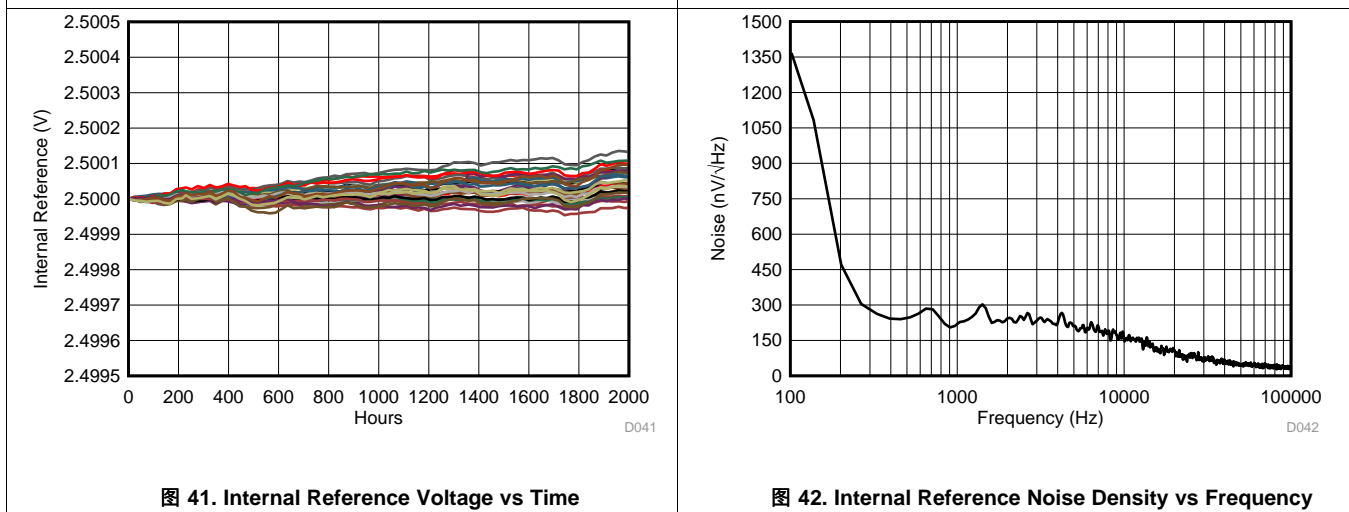 2.5005
2.5004
2.5003
2.5002
2.5001
2.5000
2.4999
2.4998
2.4997
2.4996
2.4995
Internal Reference (V)
0 200 400 600 800 1000 1200 1400 1600 1800 2000
Hours
D041
图 41. Internal Reference Voltage vs Time
1500
1350
1200
1050
900
750
600
450
300
150
0
Noise (nV/√Hz)
100 1000 10000 100000
Frequency (Hz)
D042
图 42. Internal Reference Noise Density vs Frequency